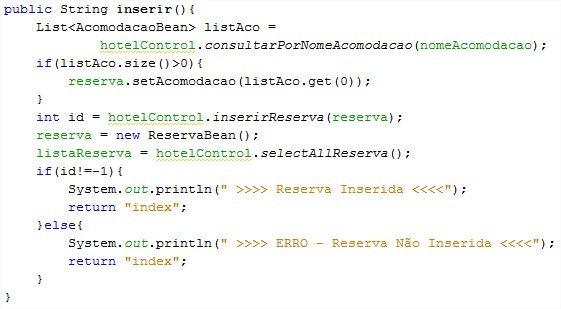 public String inserir(){
    List<AcomodacaoBean> listAco =
            hotelControl.consultarPorNomeAcomodacao(nomeAcomodacao);
    if(listAco.size()>0){
        reserva.setAcomodacao(listAco.get(0));
    }
    int id = hotelControl.inserirReserva(reserva);
    reserva = new ReservaBean();
    listaReserva = hotelControl.selectAllReserva();
    if(id!=-1){
        System.out.println(" >>>> Reserva Inserida <<<<");
        return "index";
    }else{
        System.out.println(" >>>> ERRO - Reserva Não Inserida <<<<");
        return "index";
    }
}